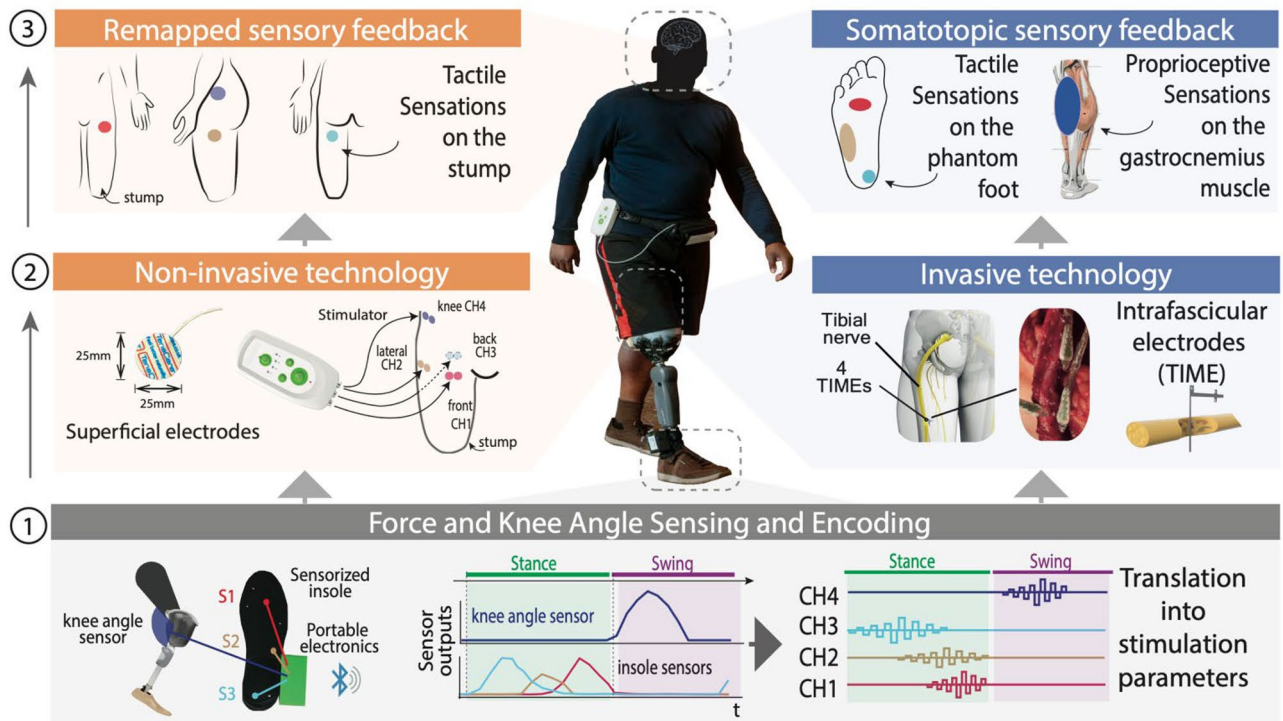 3
Remapped sensory feedback
Tactile
Sensations
on the
stump
stump
Somatotopic sensory feedback
Tactile
Sensations
on the
phantom
foot
Proprioceptive
Sensations
on the
gastrocnemius
muscle
2
Non-invasive technology
25mm
25mm
Superficial electrodes
Stimulator
knee CH4
lateral
CH2
back
CH3
front
CH1
stump
Invasive technology
Tibial
nerve
4
TIMEs
Intrafascicular
electrodes
(TIME)
1
Force and Knee Angle Sensing and Encoding
knee angle
sensor
S1
S2
S3
Sensorized
insole
Portable
electronics
Stance
Swing
Sensor
outputs
knee angle sensor
insole sensors
t
Stance
Swing
CH4
CH3
CH2
CH1
Translation
into
stimulation
parameters